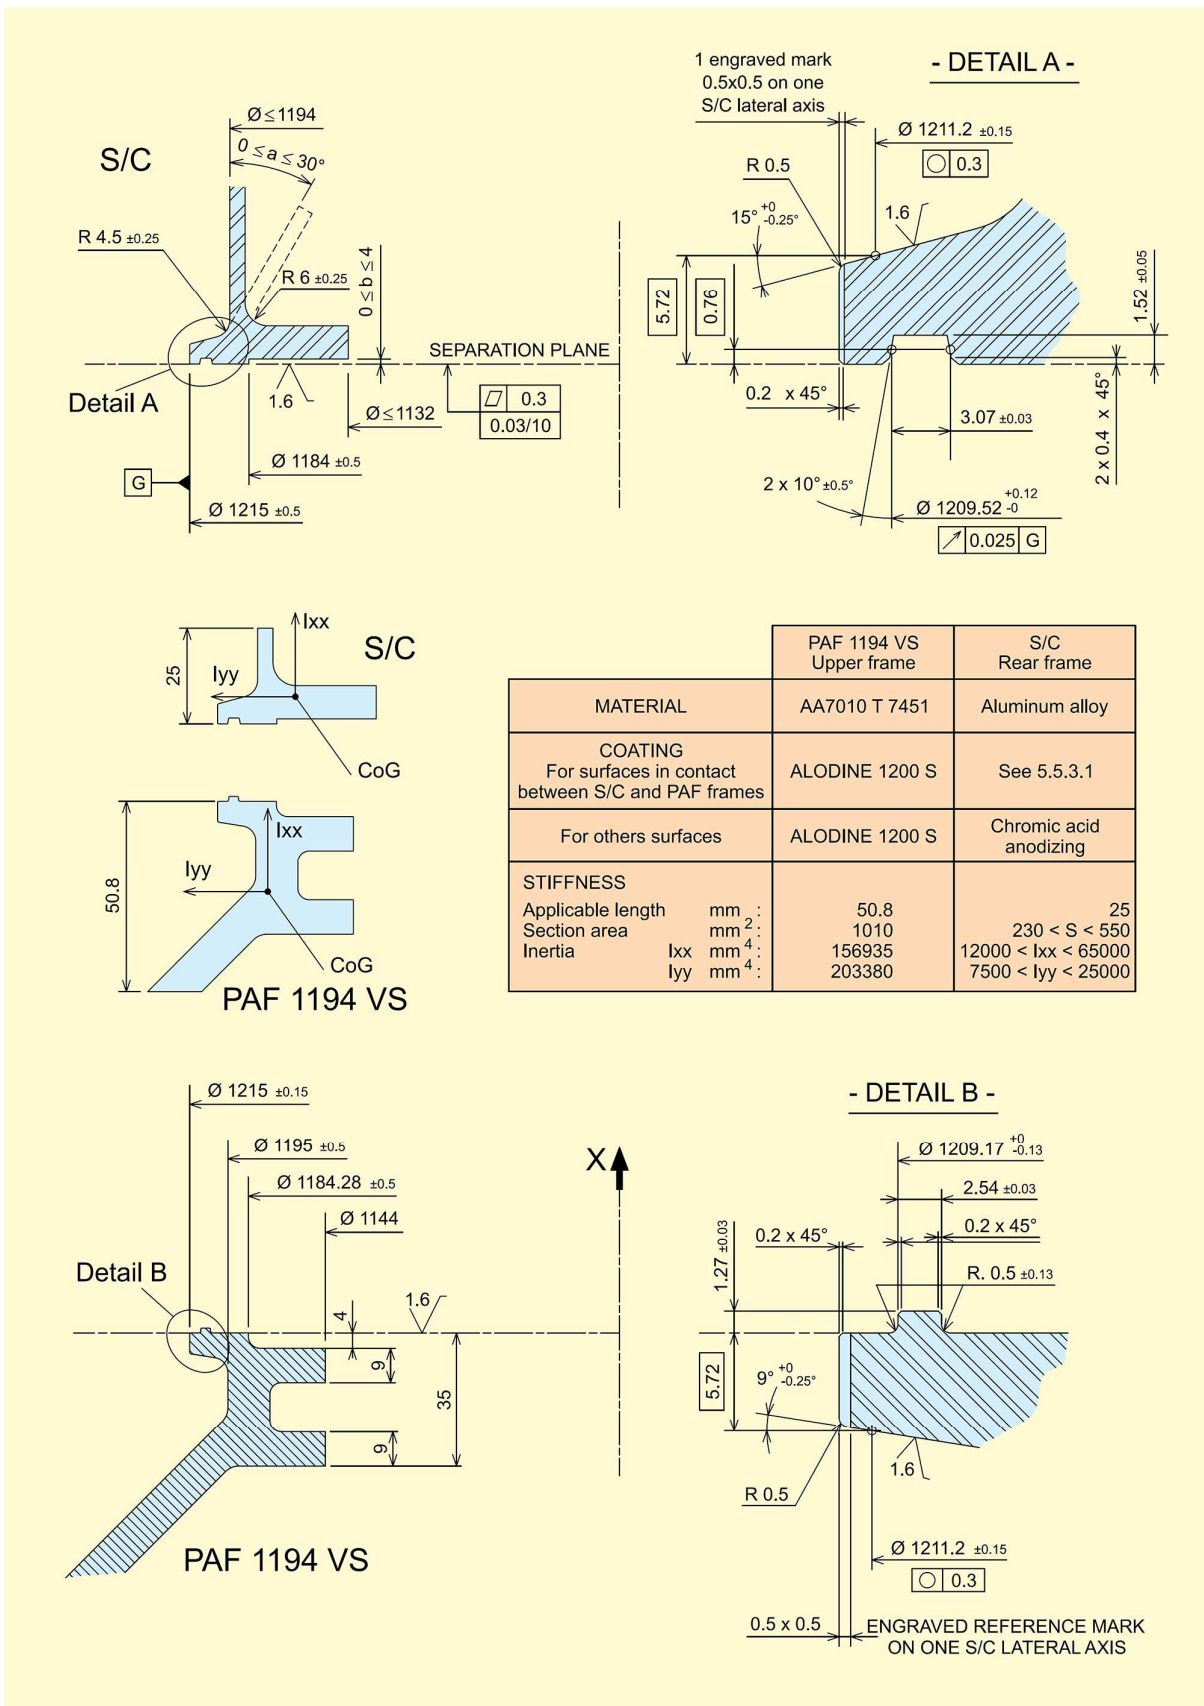 1 engraved mark
0.5x0.5 on one
S/C lateral axis
- DETAIL A -
S/C
Ø ≤ 1194
0 ≤ a ≤ 30°
R 4.5 ±0.25
R 6 ±0.25
0 ≤ b ≤ 4
SEPARATION PLANE
Detail A
1.6
0.3
0.03/10
Ø ≤ 1132
G
Ø 1184 ±0.5
Ø 1215 ±0.5
Ø 1211.2 ±0.15
0.3
R 0.5
15° +0 -0.25°
1.6
5.72
0.76
1.52 ±0.05
0.2 x 45°
3.07 ±0.03
2 x 0.4 x 45°
2 x 10° ±0.5°
Ø 1209.52 +0.12 -0
0.025 G
Ixx
S/C
25
Iyy
CoG
50.8
Ixx
Iyy
CoG
PAF 1194 VS
PAF 1194 VS
Upper frame
S/C
Rear frame
MATERIAL
AA7010 T 7451
Aluminum alloy
COATING
For surfaces in contact
between S/C and PAF frames
ALODINE 1200 S
See 5.5.3.1
For others surfaces
ALODINE 1200 S
Chromic acid
anodizing
STIFFNESS
Applicable length mm : 50.8 25
Section area mm 2 : 1010 230 < S < 550
Inertia Ixx mm 4 : 156935 12000 < Ixx < 65000
Iyy mm 4 : 203380 7500 < Iyy < 25000
Ø 1215 ±0.15
Ø 1195 ±0.5
Ø 1184.28 ±0.5
Ø 1144
X
Detail B
1.6
4
9
35
9
PAF 1194 VS
- DETAIL B -
Ø 1209.17 +0 -0.13
2.54 ±0.03
0.2 x 45°
0.2 x 45°
1.27 ±0.03
R. 0.5 ±0.13
5.72
9° +0 -0.25°
1.6
R 0.5
Ø 1211.2 ±0.15
0.3
0.5 x 0.5
ENGRAVED REFERENCE MARK
ON ONE S/C LATERAL AXIS